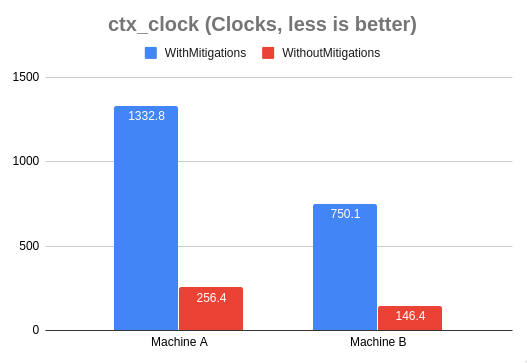 ctx_clock (Clocks, less is better)
WithMitigations WithoutMitigations
1500
1000
500
0
1332.8
256.4
750.1
146.4
Machine A Machine B